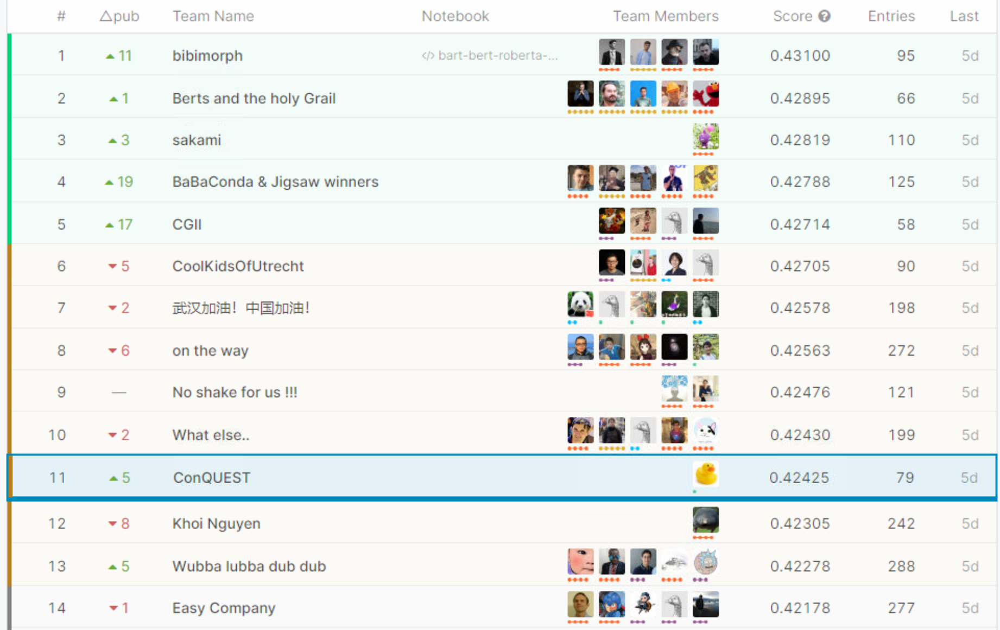 # △pub Team Name Notebook Team Members Score ? Entries Last
1 ▲ 11 bibimorph </> bart-bert-roberta-... 0.43100 95 5d
2 ▲ 1 Berts and the holy Grail 0.42895 66 5d
3 ▲ 3 sakami 0.42819 110 5d
4 ▲ 19 BaBaConda & Jigsaw winners 0.42788 125 5d
5 ▲ 17 CGII 0.42714 58 5d
6 ▼ 5 CoolKidsOfUtrecht 0.42705 90 5d
7 ▼ 2 武汉加油！中国加油！ 0.42578 198 5d
8 ▼ 6 on the way 0.42563 272 5d
9 — No shake for us !!! 0.42476 121 5d
10 ▼ 2 What else.. 0.42430 199 5d
11 ▲ 5 ConQUEST 0.42425 79 5d
12 ▼ 8 Khoi Nguyen 0.42305 242 5d
13 ▲ 5 Wubba lubba dub dub 0.42278 288 5d
14 ▼ 1 Easy Company 0.42178 277 5d